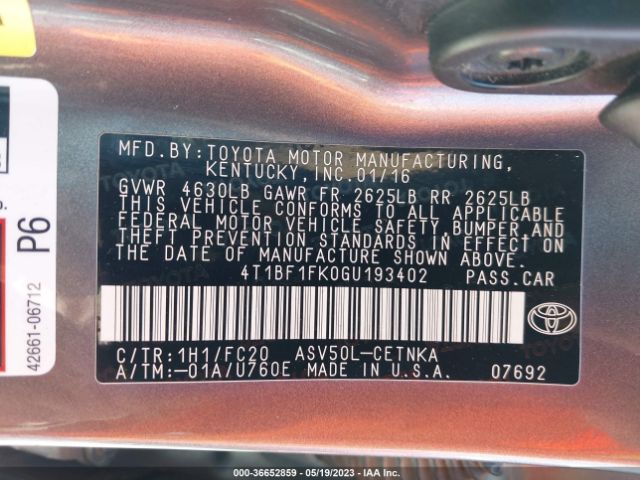 MFD.BY:TOYOTA MOTOR MANUFACTURING,
KENTUCKY,INC.01/16
GVWR 4630LB GAWR FR 2625LB RR 2625LB
THIS VEHICLE CONFORMS TO ALL APPLICABLE
FEDERAL MOTOR VEHICLE SAFETY,BUMPER,AND
THEFT PREVENTION STANDARDS IN EFFECT ON
THE DATE OF MANUFACTURE SHOWN ABOVE.
4T1BF1FK0GU193402 PASS.CAR
C/TR:1H1/FC20 ASV50L-CETNKA
A/TM:-01A/U760E MADE IN U.S.A. 07692
P6
42661-06712
000-36652859 - 05/19/2023 - IAAI.COM